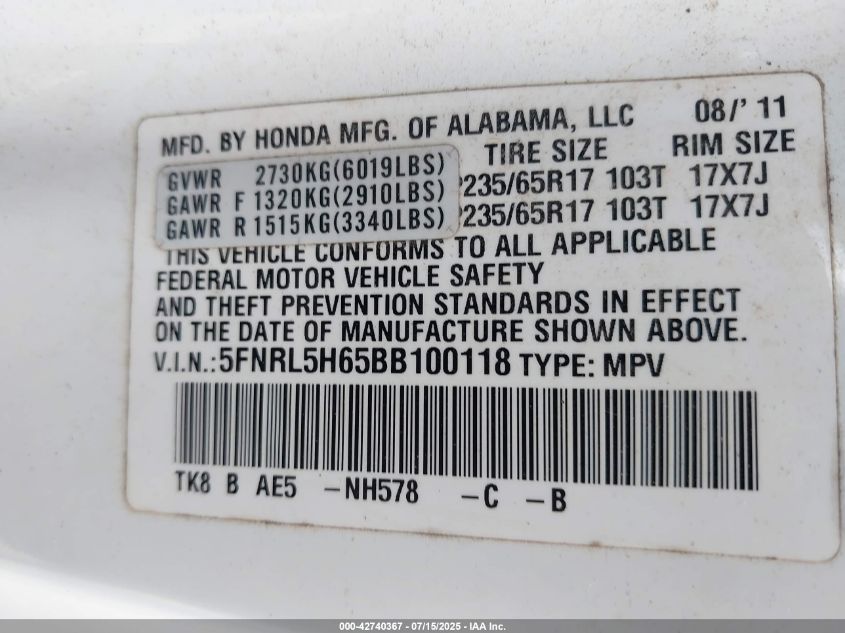 MFD. BY HONDA MFG. OF ALABAMA, LLC 08/' 11
TIRE SIZE RIM SIZE
GVWR 2730KG(6019LBS)
GAWR F 1320KG(2910LBS) P235/65R17 103T 17X7J
GAWR R 1515KG(3340LBS) P235/65R17 103T 17X7J
THIS VEHICLE CONFORMS TO ALL APPLICABLE
FEDERAL MOTOR VEHICLE SAFETY
AND THEFT PREVENTION STANDARDS IN EFFECT
ON THE DATE OF MANUFACTURE SHOWN ABOVE.
V.I.N.: 5FNRL5H65BB100118 TYPE: MPV
TK8 B AE5 -NH578 -C -B
000-42740367 - 07/15/2025 - IAA Inc.